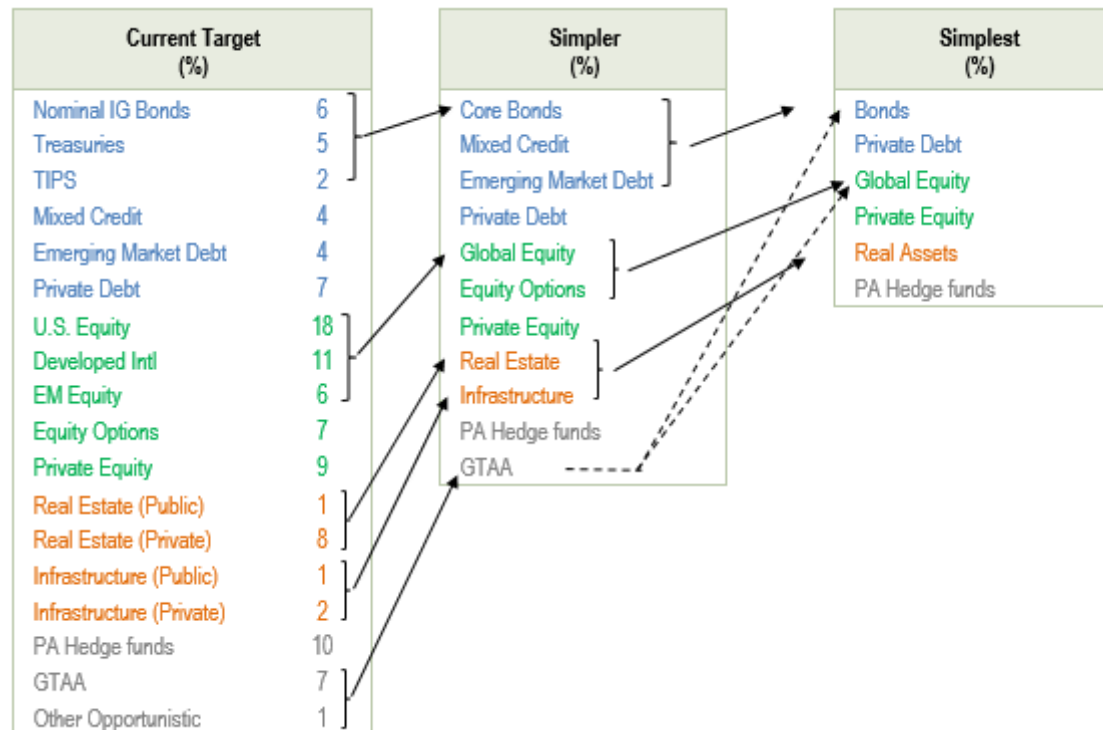 Current Target
(%)
Nominal IG Bonds 6
Treasuries 5
TIPS 2
Mixed Credit 4
Emerging Market Debt 4
Private Debt 7
U.S. Equity 18
Developed Intl 11
EM Equity 6
Equity Options 7
Private Equity 9
Real Estate (Public) 1
Real Estate (Private) 8
Infrastructure (Public) 1
Infrastructure (Private) 2
PA Hedge funds 10
GTAA 7
Other Opportunistic 1
Simpler
(%)
Core Bonds
Mixed Credit
Emerging Market Debt
Private Debt
Global Equity
Equity Options
Private Equity
Real Estate
Infrastructure
PA Hedge funds
GTAA
Simplest
(%)
Bonds
Private Debt
Global Equity
Private Equity
Real Assets
PA Hedge funds